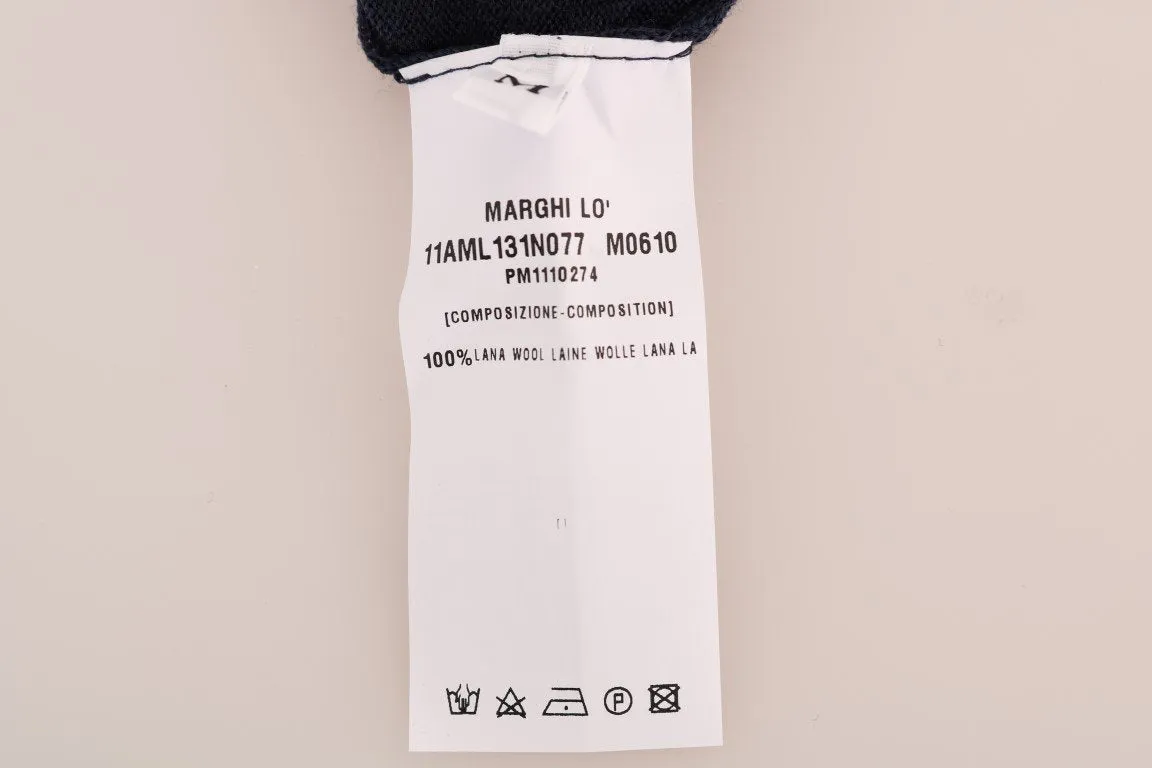 M
MARGHI LO'
11AML131N077 M0610
PM1110274
[COMPOSIZIONE-COMPOSITION]
100% LANA WOOL LAINE WOLLE LANA LA
P